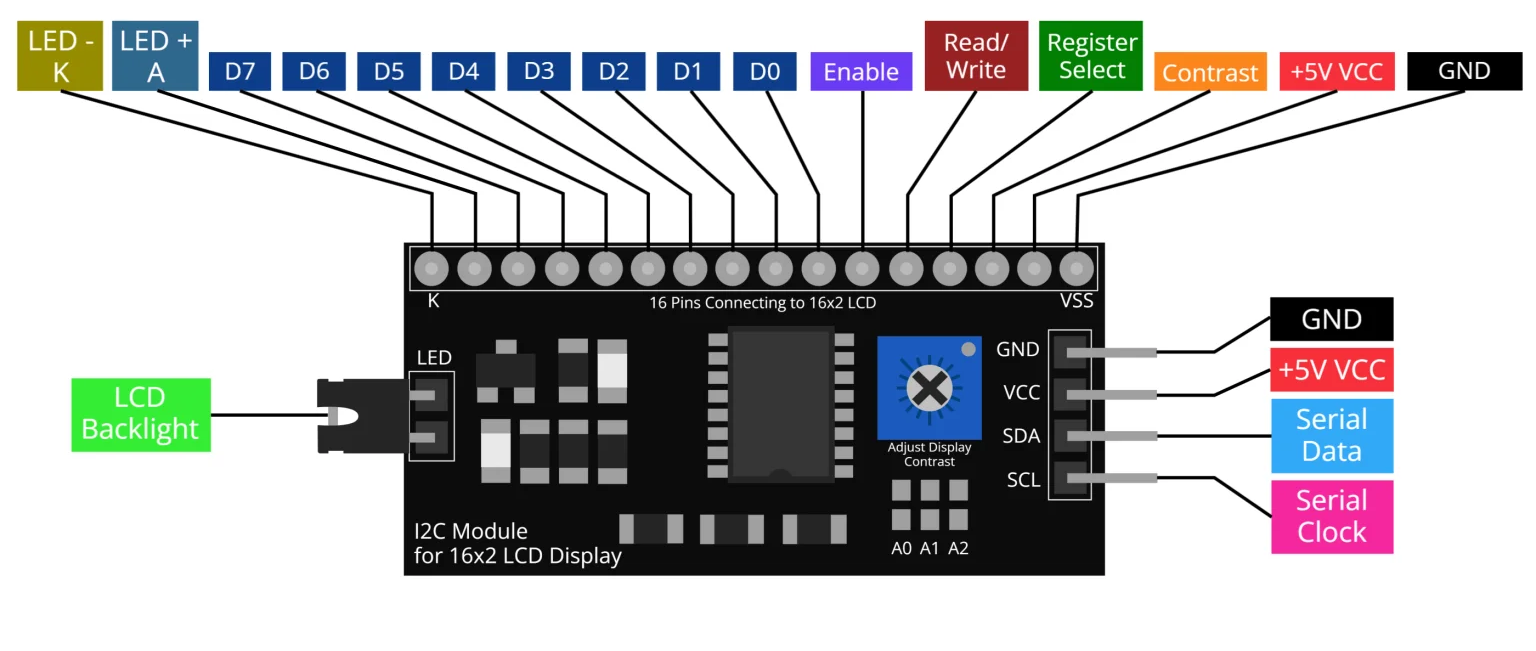 LED -
K
LED +
A
D7
D6
D5
D4
D3
D2
D1
D0
Enable
Read/
Write
Register
Select
Contrast
+5V VCC
GND
K
16 Pins Connecting to 16x2 LCD
VSS
LED
LCD
Backlight
GND
VCC
SDA
SCL
GND
+5V VCC
Serial
Data
Serial
Clock
Adjust Display
Contrast
A0 A1 A2
I2C Module
for 16x2 LCD Display